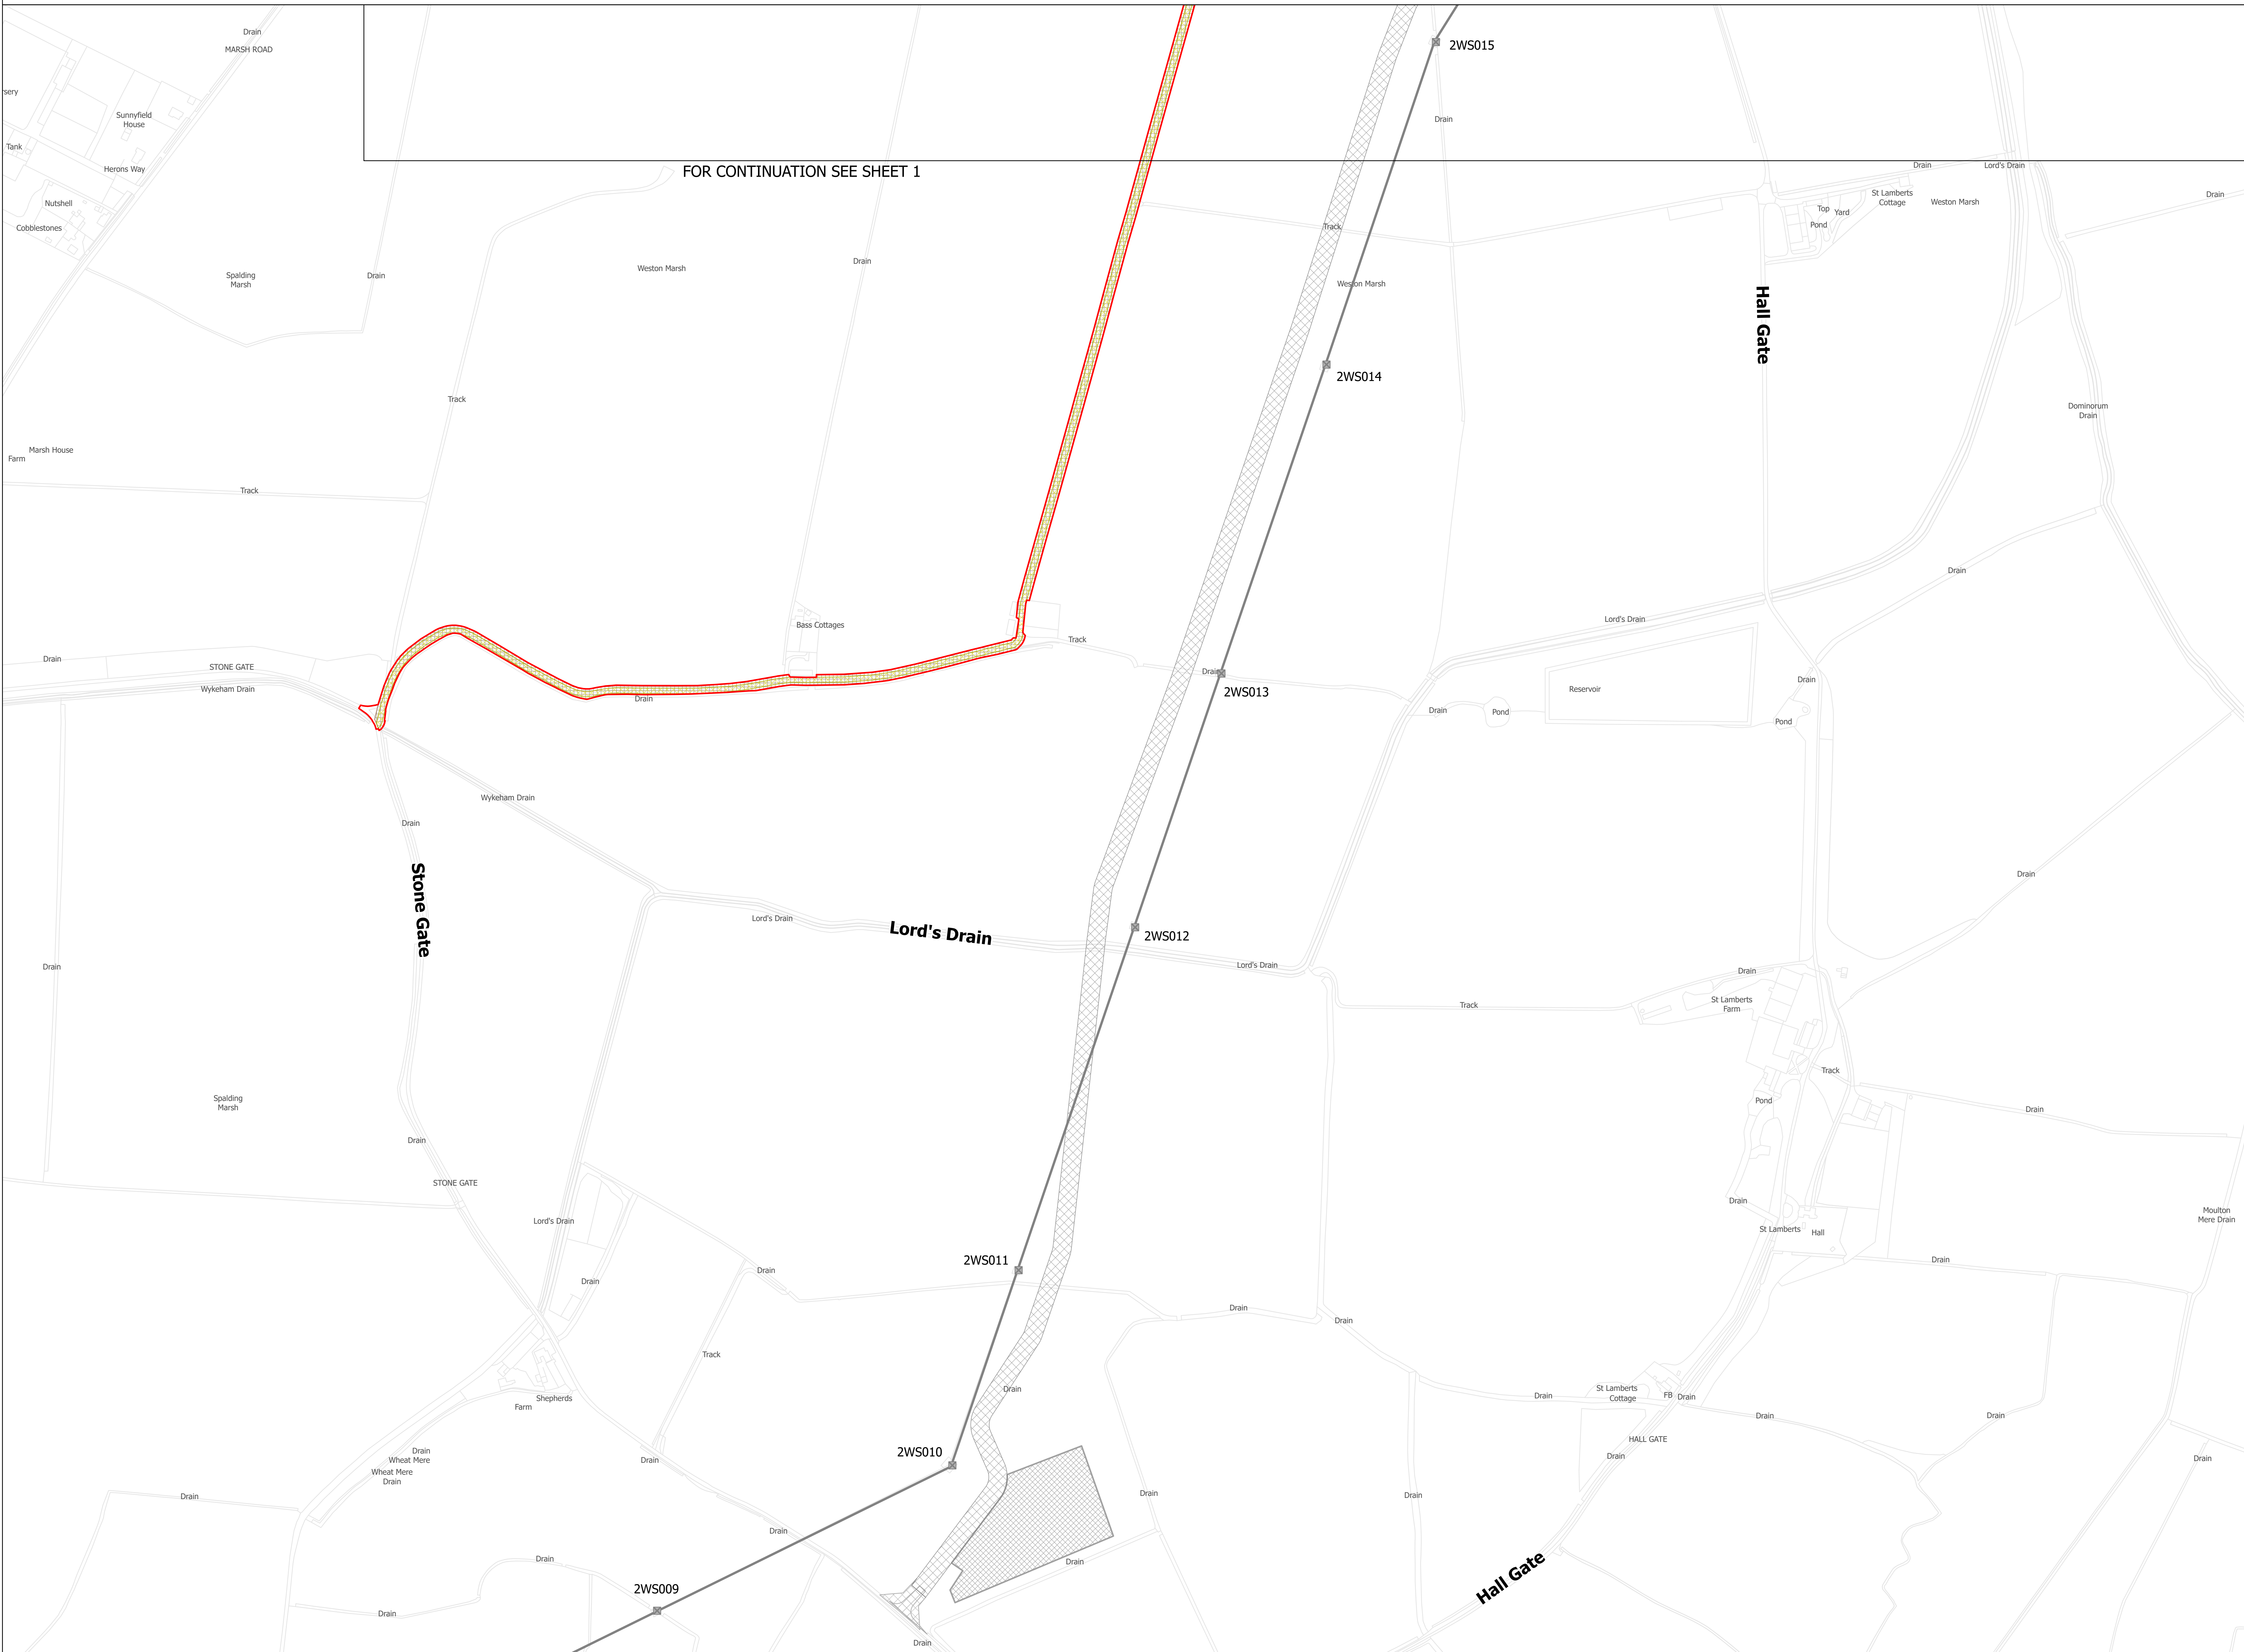 Drain
MARSH ROAD
2WS015
rsery
Sunnyfield
House
Drain
Tank
Herons Way
FOR CONTINUATION SEE SHEET 1
Drain
Lord's Drain
St Lamberts
Cottage
Weston Marsh
Drain
Nutshell
Top
Yard
Pond
Cobblestones
Track
Spalding
Marsh
Drain
Weston Marsh
Drain
Weston Marsh
Hall Gate
2WS014
Track
Dominorum
Drain
Marsh House
Farm
Track
Drain
Bass Cottages
Lord's Drain
Track
Drain
STONE GATE
Wykeham Drain
Drain
Drain
2WS013
Reservoir
Drain
Drain
Pond
Pond
Wykeham Drain
Drain
Stone Gate
Drain
Lord's Drain
Lord's Drain
2WS012
Drain
Lord's Drain
Drain
Track
St Lamberts
Farm
Track
Spalding
Marsh
Pond
Drain
Drain
STONE GATE
Drain
Lord's Drain
St Lamberts
Hall
Moulton
Mere Drain
2WS011
Drain
Drain
Drain
Drain
Drain
Track
Drain
Shepherds
Farm
Drain
St Lamberts
Cottage
FB
Drain
Drain
Drain
HALL GATE
Drain
Wheat Mere
Wheat Mere
Drain
Drain
2WS010
Drain
Drain
Drain
Drain
Drain
Drain
Drain
Drain
Hall Gate
2WS009
Drain
Drain